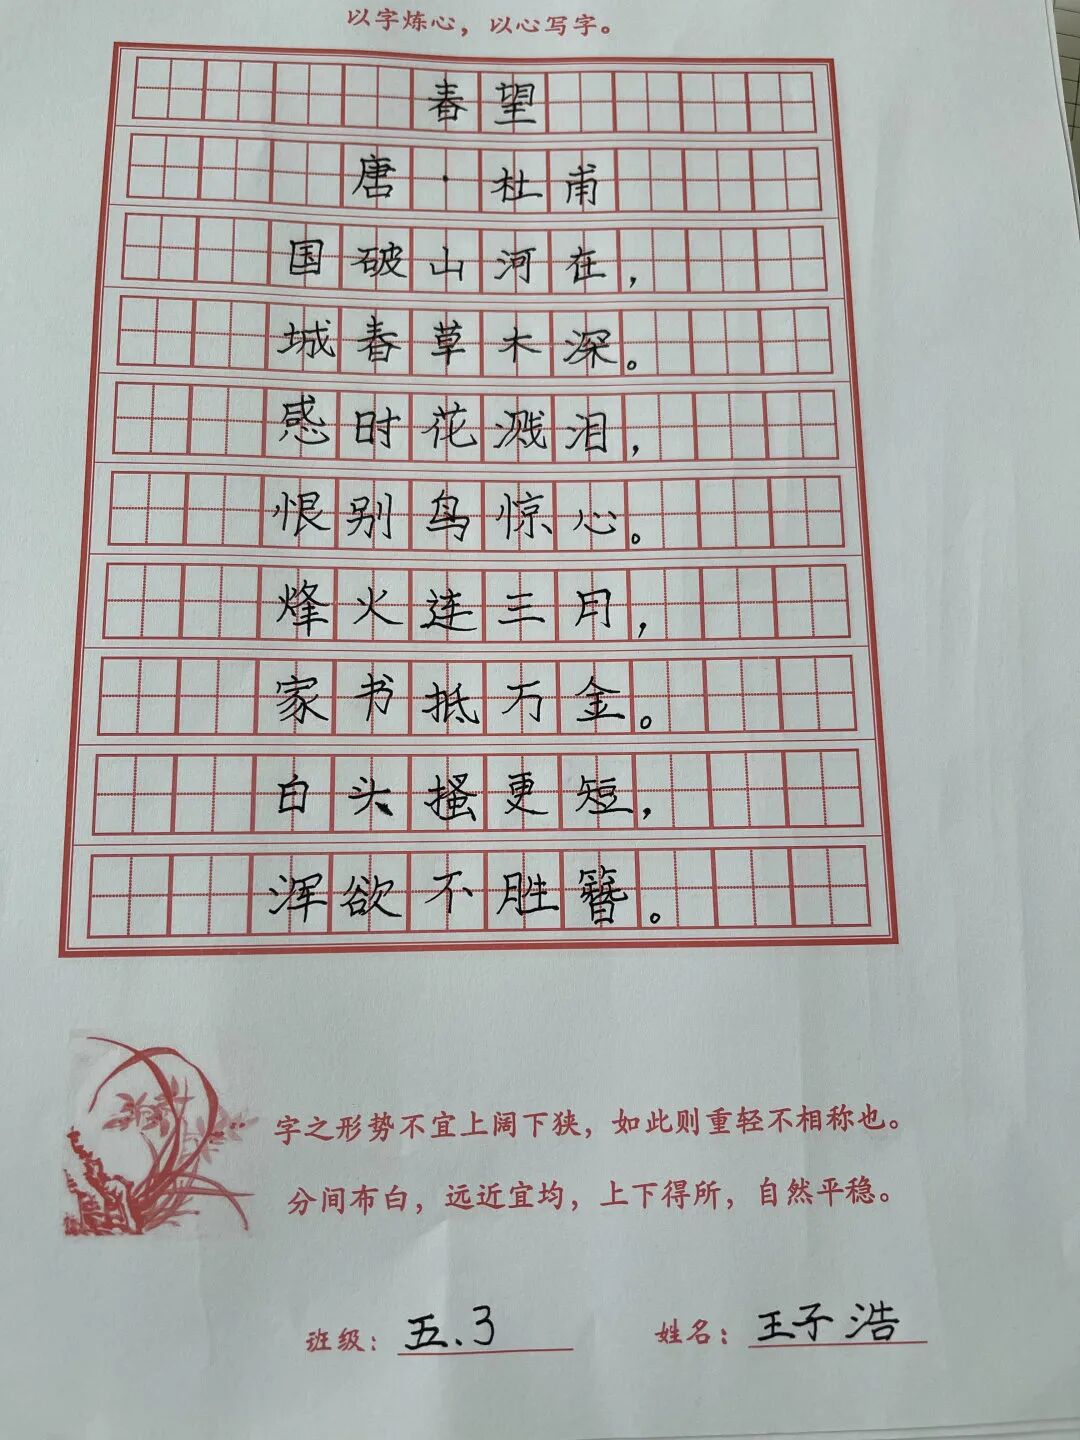 以字炼心，以心写字。
春望
唐·杜甫
国破山河在，
城春草木深。
感时花溅泪，
恨别鸟惊心。
烽火连三月，
家书抵万金。
白头搔更短，
浑欲不胜簪。
字之形势不宜上阔下狭，如此则重轻不相称也。
分间布白，远近宜均，上下得所，自然平稳。
班级：五.3 姓名：王子浩